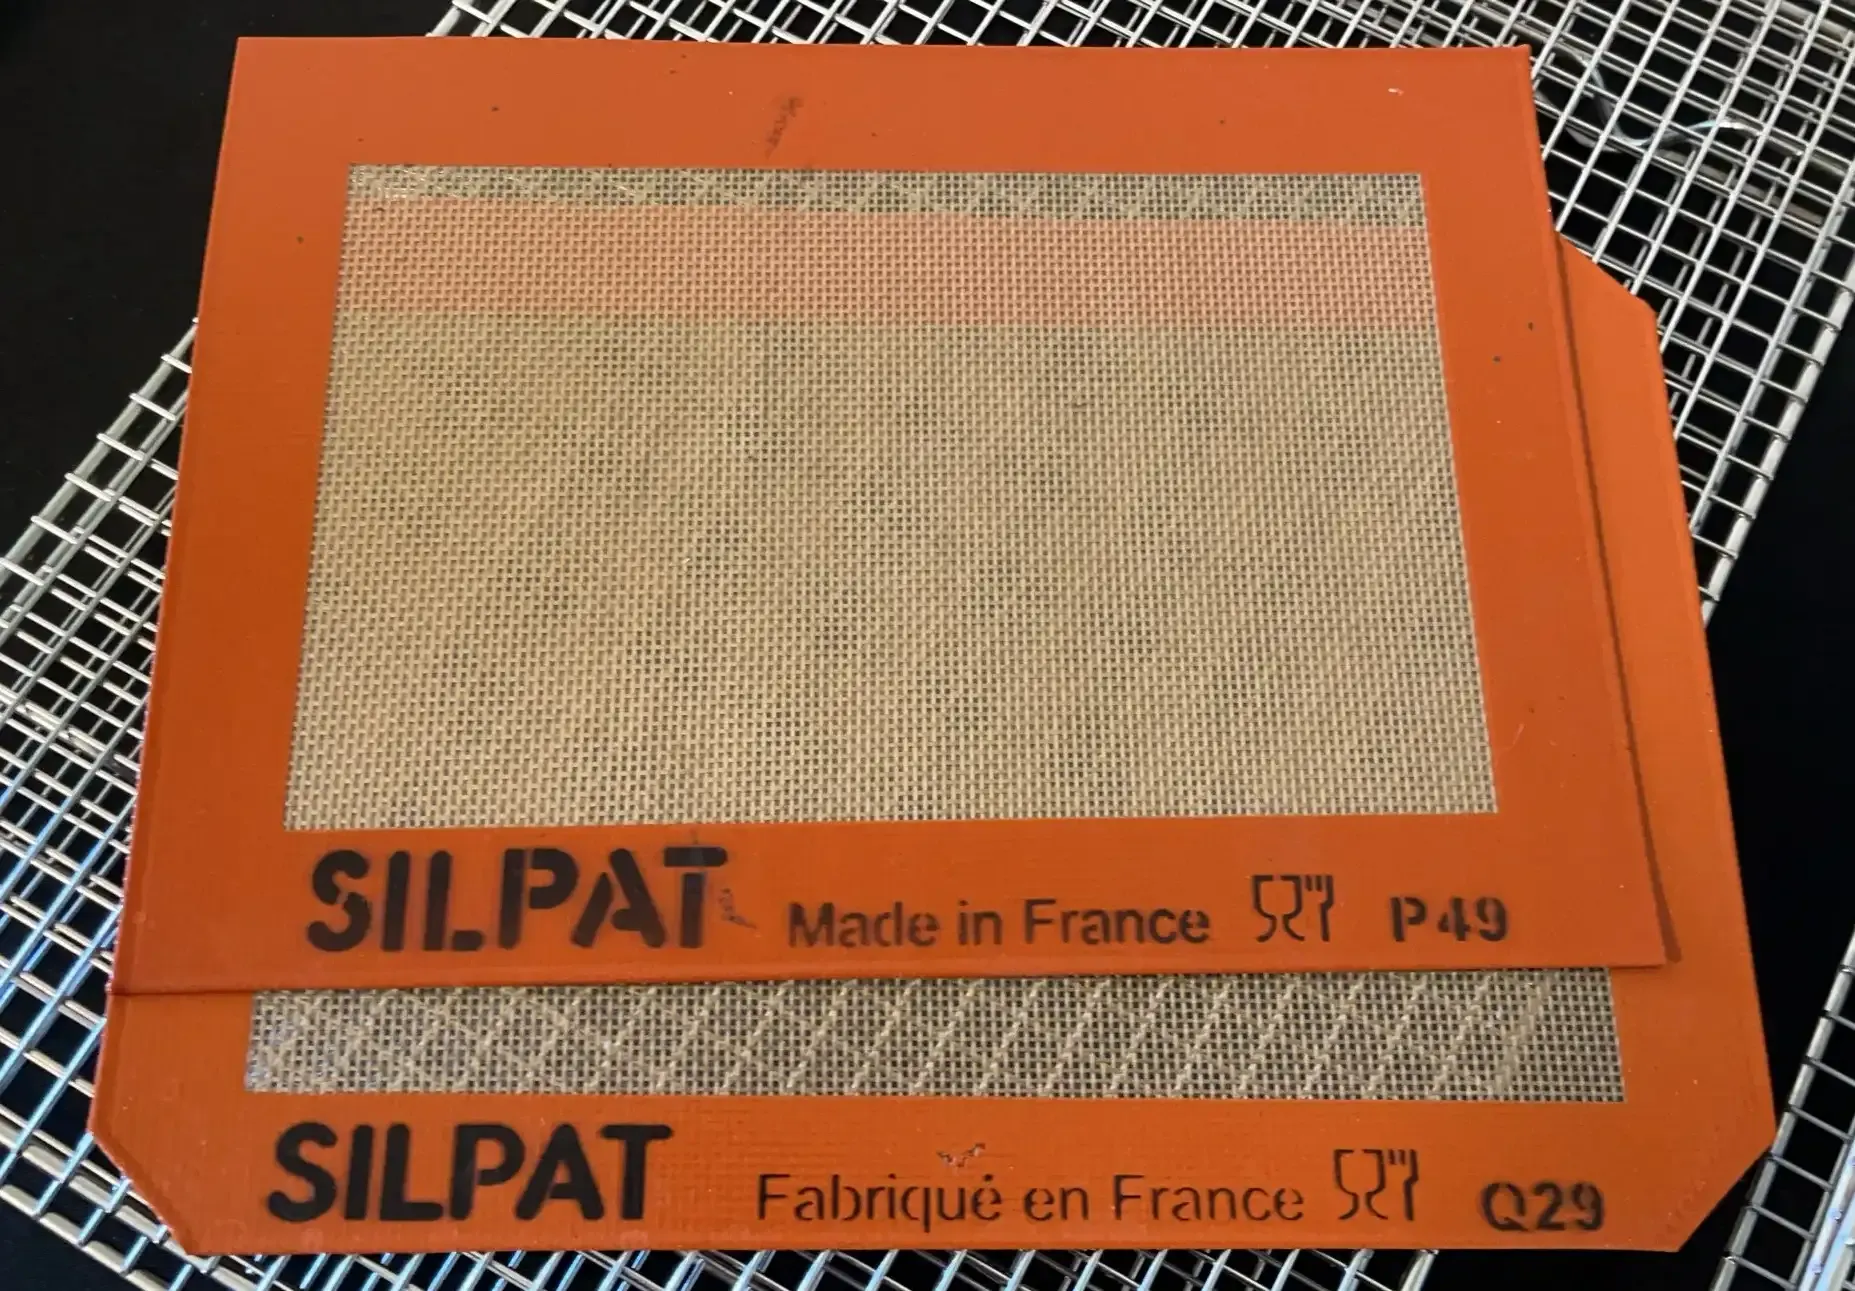 SILPAT Made in France P49
SILPAT Fabriqué en France Q29